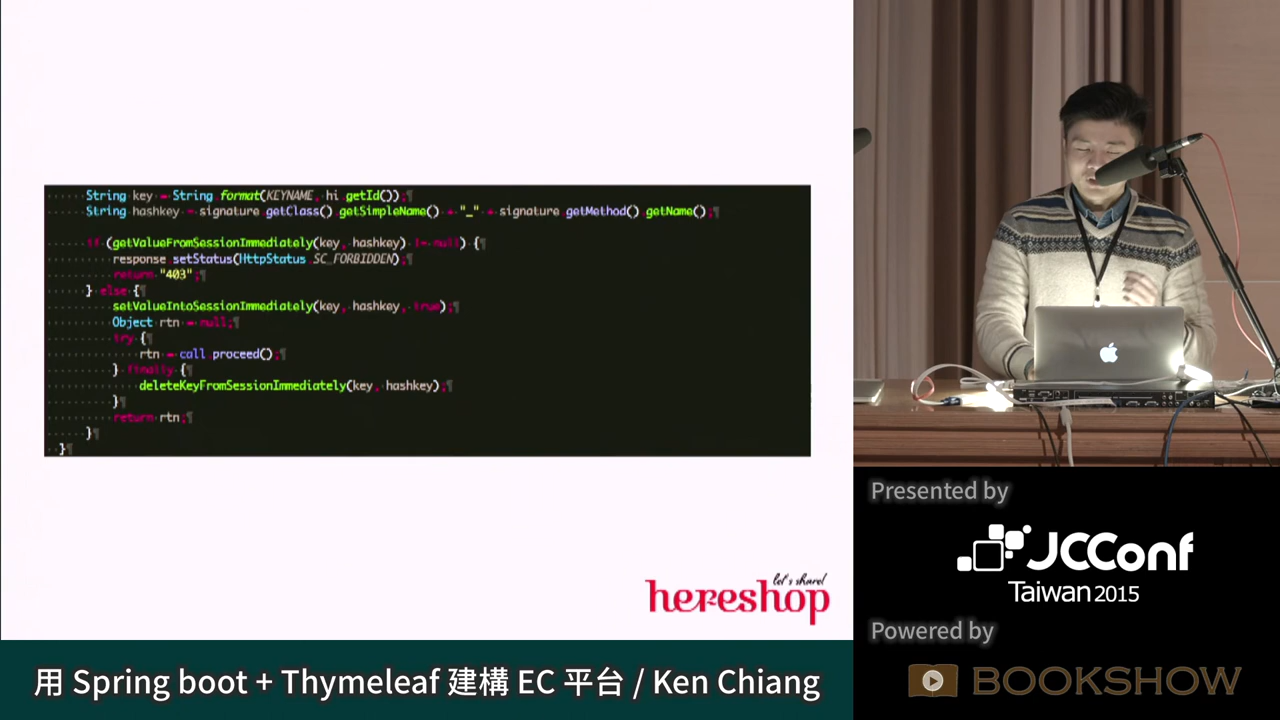 String key = String.format(KEYNAME, hi.getId());
String hashkey = signature.getClass().getSimpleName() + "_" + signature.getMethod().getName();
if (getValueFromSessionImmediately(key, hashkey) != null) {
response.setStatus(HttpStatus.SC_FORBIDDEN);
return "403";
} else {
setValueIntoSessionImmediately(key, hashkey, true);
Object rtn = null;
try {
rtn = call.proceed();
} finally {
deleteKeyFromSessionImmediately(key, hashkey);
}
return rtn;
}
}
let's share!
hereshop
用 Spring boot + Thymeleaf 建構 EC 平台 / Ken Chiang
Presented by
JCConf
Taiwan 2015
Powered by
BOOKSHOW